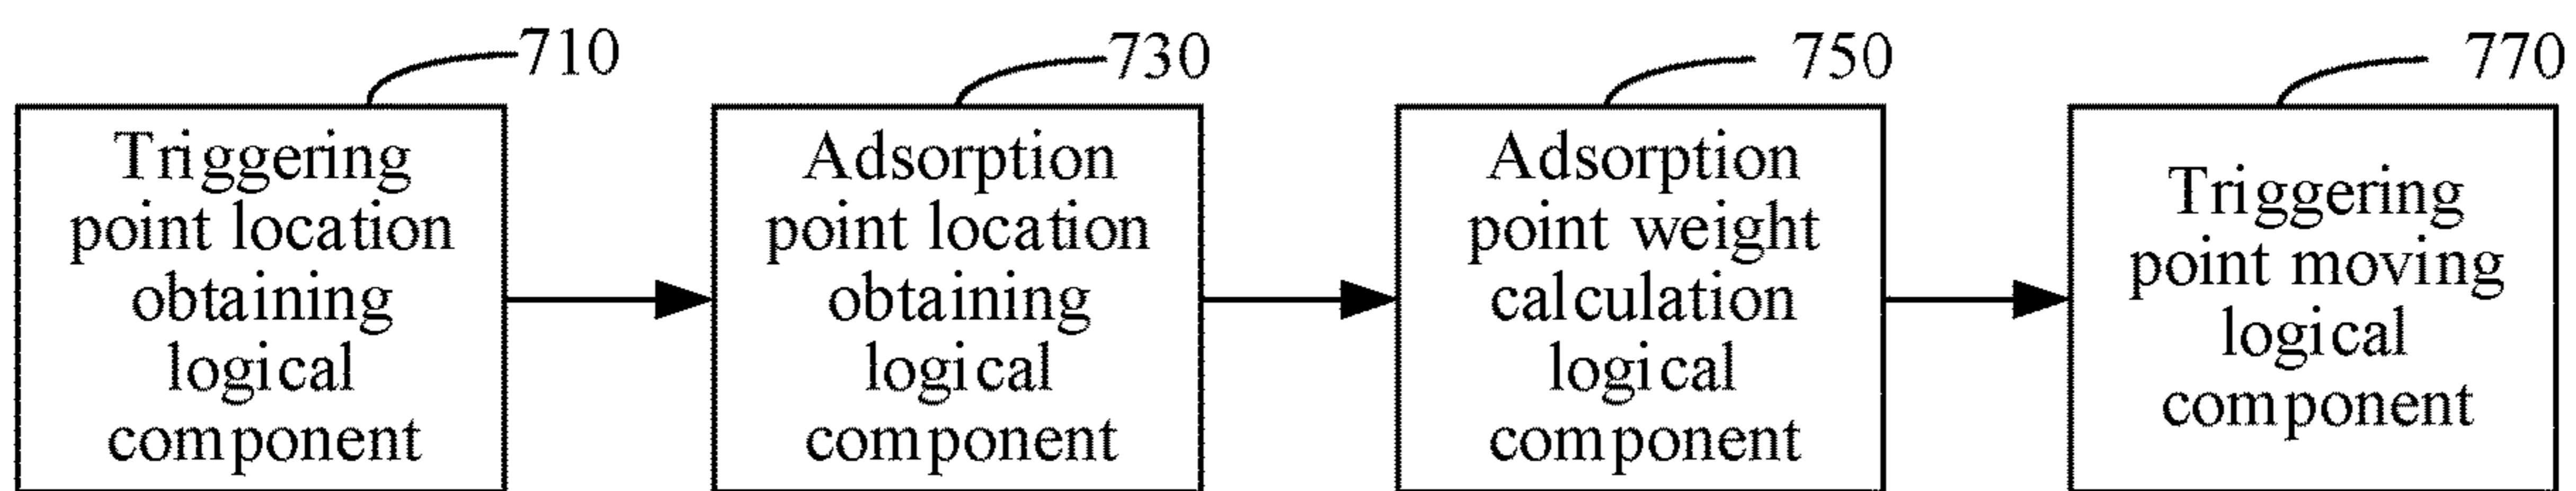 710
Triggering
point location
obtaining
logical
component
730
Adsorption
point location
obtaining
logical
component
750
Adsorption
point weight
calculation
logical
component
770
Triggering
point moving
logical
component